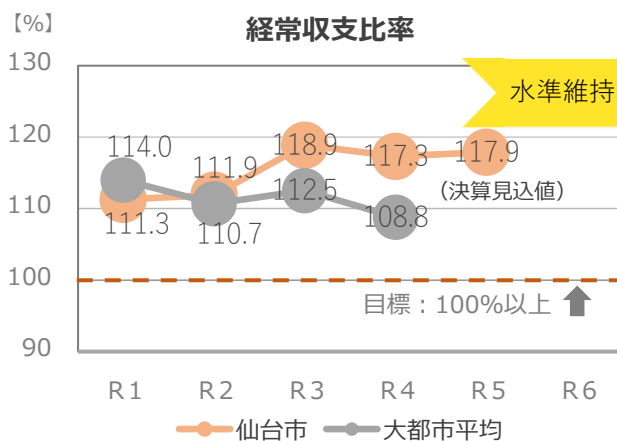 【%】
経常収支比率
130
水準維持
120
114.0
111.9
118.9
117.3
117.9
(決算見込値)
110
111.3
110.7
112.5
108.8
100
目標：100%以上
90
R1
R2
R3
R4
R5
R6
仙台市
大都市平均